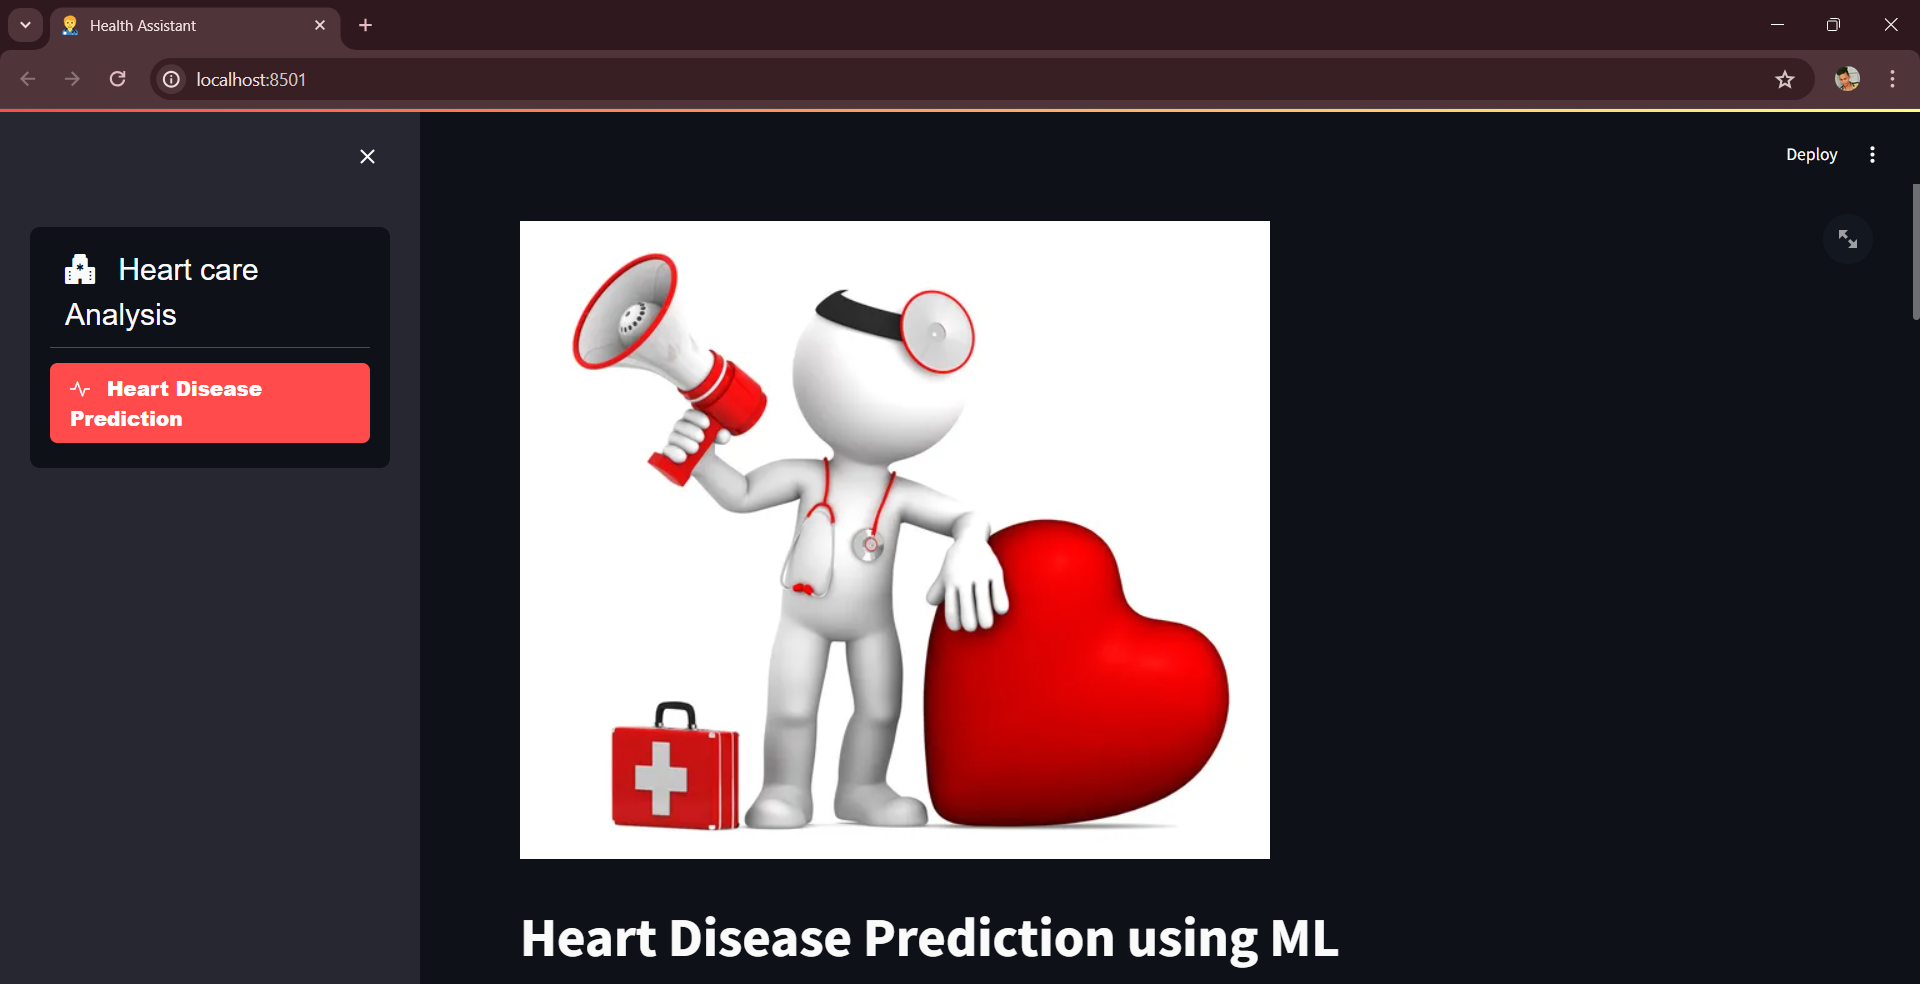 Health Assistant
localhost:8501
Deploy
Heart care
Analysis
Heart Disease
Prediction
Heart Disease Prediction using ML